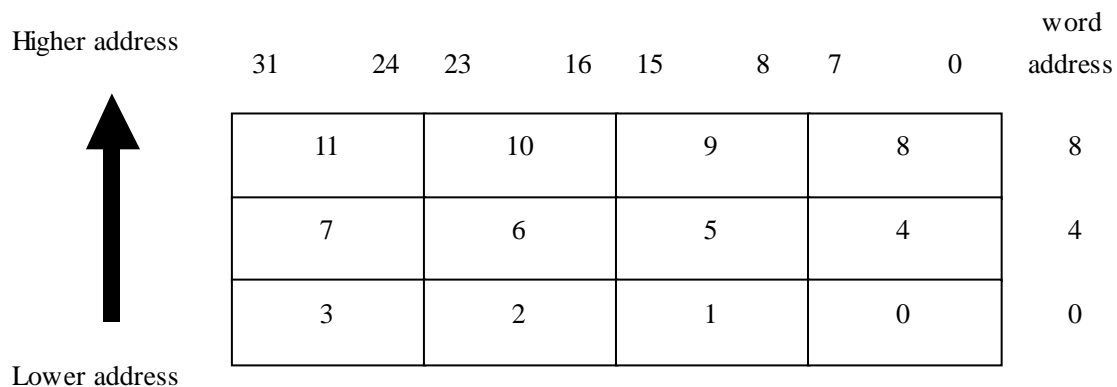 word
Higher address
31 24 23 16 15 8 7 0 address
11 10 9 8 8
7 6 5 4 4
3 2 1 0 0
Lower address